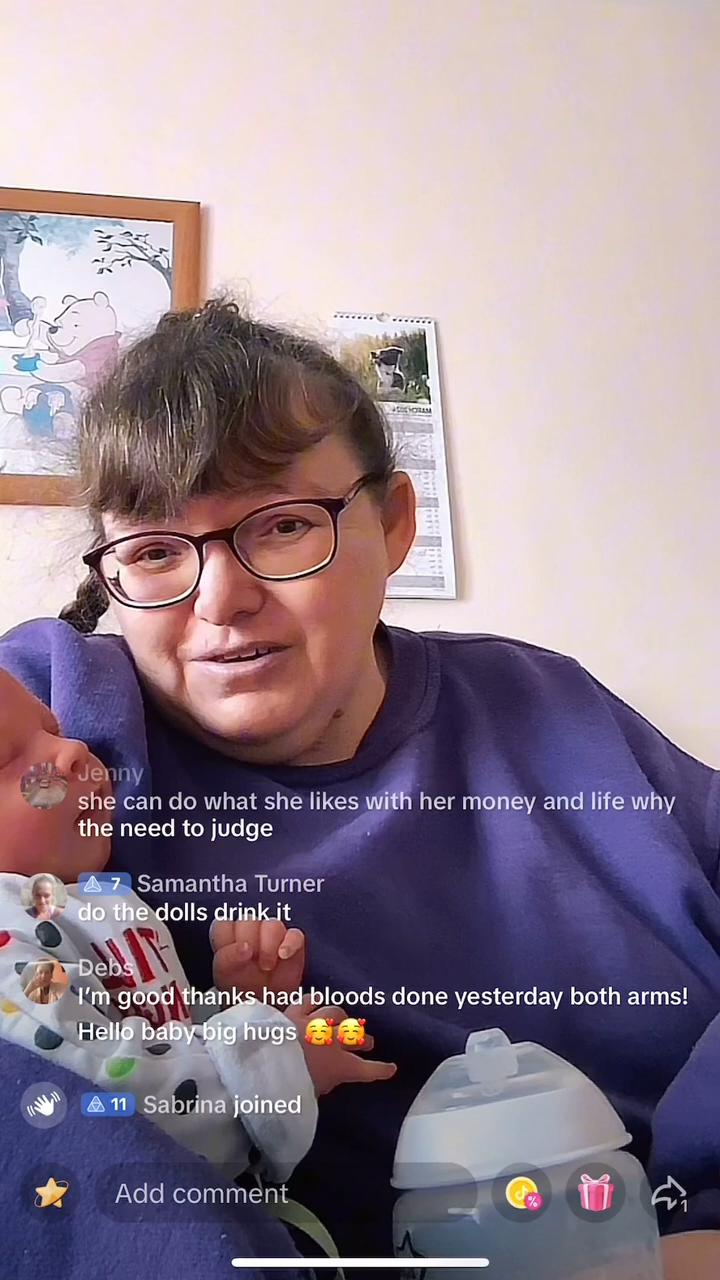 Jenny
she can do what she likes with her money and life why
the need to judge
7 Samantha Turner
do the dolls drink it
Debs
I’m good thanks had bloods done yesterday both arms!
Hello baby big hugs 🥰🥰
11 Sabrina joined
Add comment
1